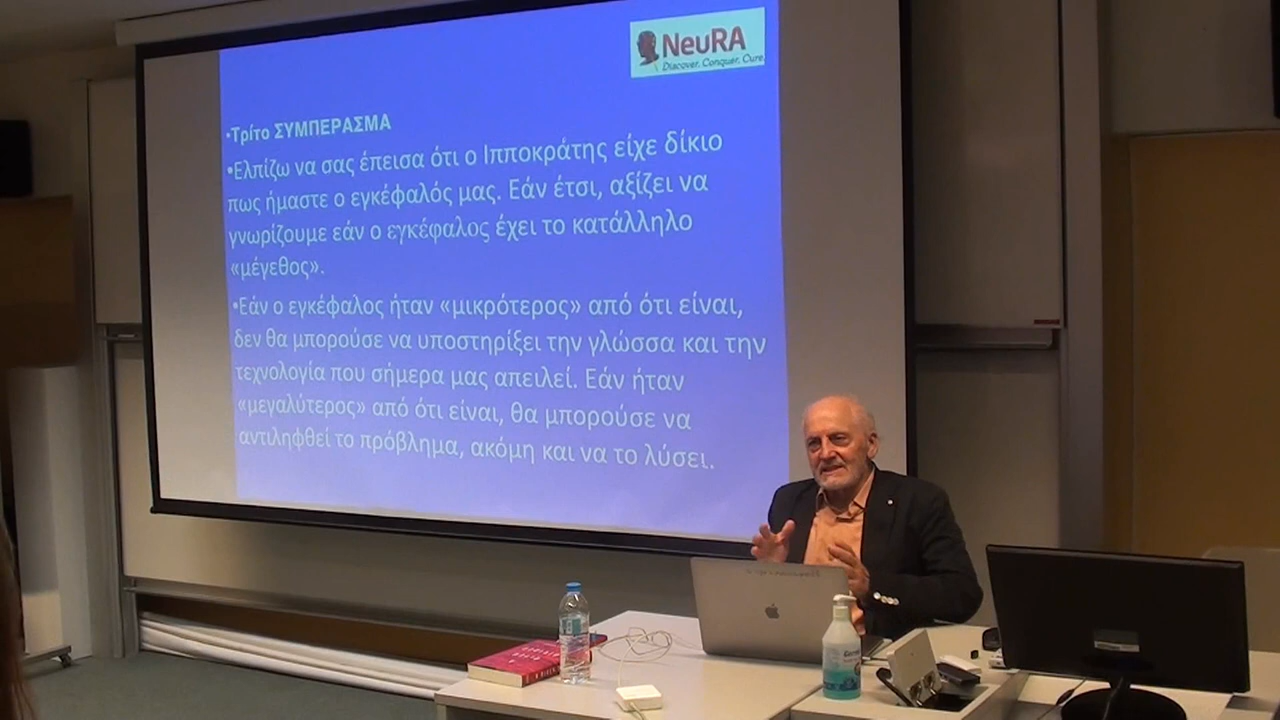 NeuRA
Discover. Conquer. Cure.
•Τρίτο ΣΥΜΠΕΡΑΣΜΑ
•Ελπίζω να σας έπεισα ότι ο Ιπποκράτης είχε δίκιο
πως ήμαστε ο εγκέφαλός μας. Εάν έτσι, αξίζει να
γνωρίζουμε εάν ο εγκέφαλος έχει το κατάλληλο
«μέγεθος».
•Εάν ο εγκέφαλος ήταν «μικρότερος» από ότι είναι,
δεν θα μπορούσε να υποστηρίξει την γλώσσα και την
τεχνολογία που σήμερα μας απειλεί. Εάν ήταν
«μεγαλύτερος» από ότι είναι, θα μπορούσε να
αντιληφθεί το πρόβλημα, ακόμη και να το λύσει.